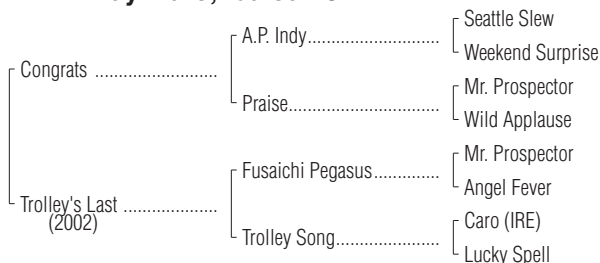 Seattle Slew
A.P. Indy
Weekend Surprise
Congrats
Mr. Prospector
Praise
Wild Applause
Mr. Prospector
Fusaichi Pegasus
Angel Fever
Trolley's Last
(2002)
Caro (IRE)
Trolley Song
Lucky Spell